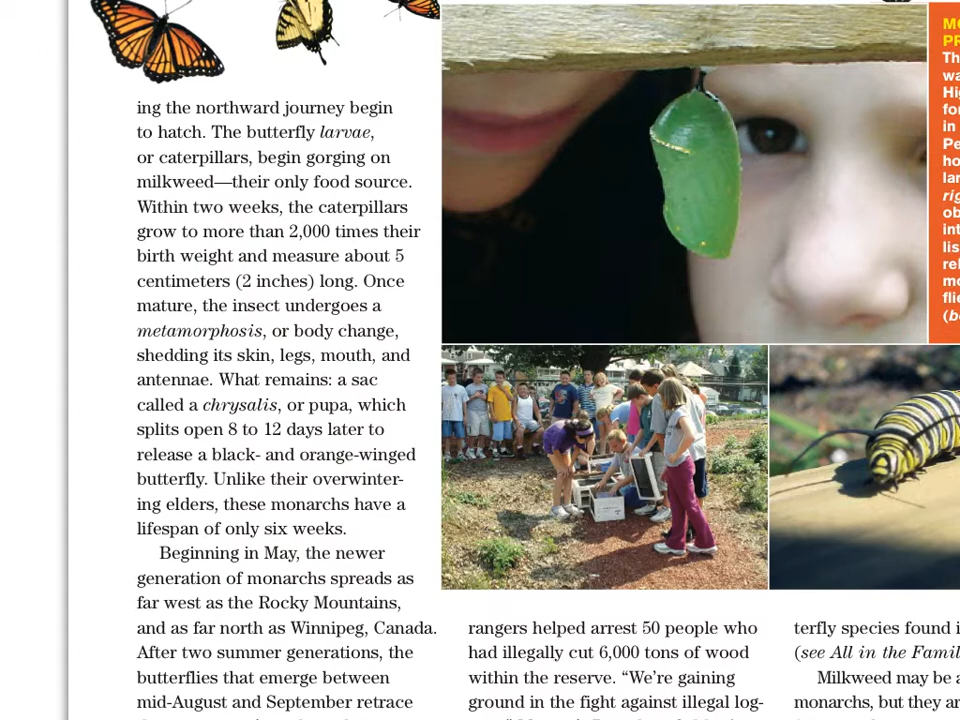 ing the northward journey begin
to hatch. The butterfly larvae,
or caterpillars, begin gorging on
milkweed—their only food source.
Within two weeks, the caterpillars
grow to more than 2,000 times their
birth weight and measure about 5
centimeters (2 inches) long. Once
mature, the insect undergoes a
metamorphosis, or body change,
shedding its skin, legs, mouth, and
antennae. What remains: a sac
called a chrysalis, or pupa, which
splits open 8 to 12 days later to
release a black- and orange-winged
butterfly. Unlike their overwinter-
ing elders, these monarchs have a
lifespan of only six weeks.
Beginning in May, the newer
generation of monarchs spreads as
far west as the Rocky Mountains,
and as far north as Winnipeg, Canada.
After two summer generations, the
butterflies that emerge between
mid-August and September retrace
rangers helped arrest 50 people who
had illegally cut 6,000 tons of wood
within the reserve. “We’re gaining
ground in the fight against illegal log-
terfly species found
(see All in the
Milkweed may be a
monarchs, but they